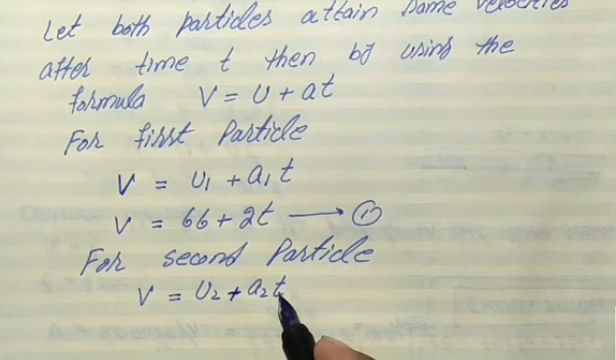 Let both particles attain same velocities
after time t then by using the
formula V = U + at
For first Particle
V = U₁ + a₁t
V = 66 + 2t ⟶ ①
For second Particle
V = U₂ + a₂t